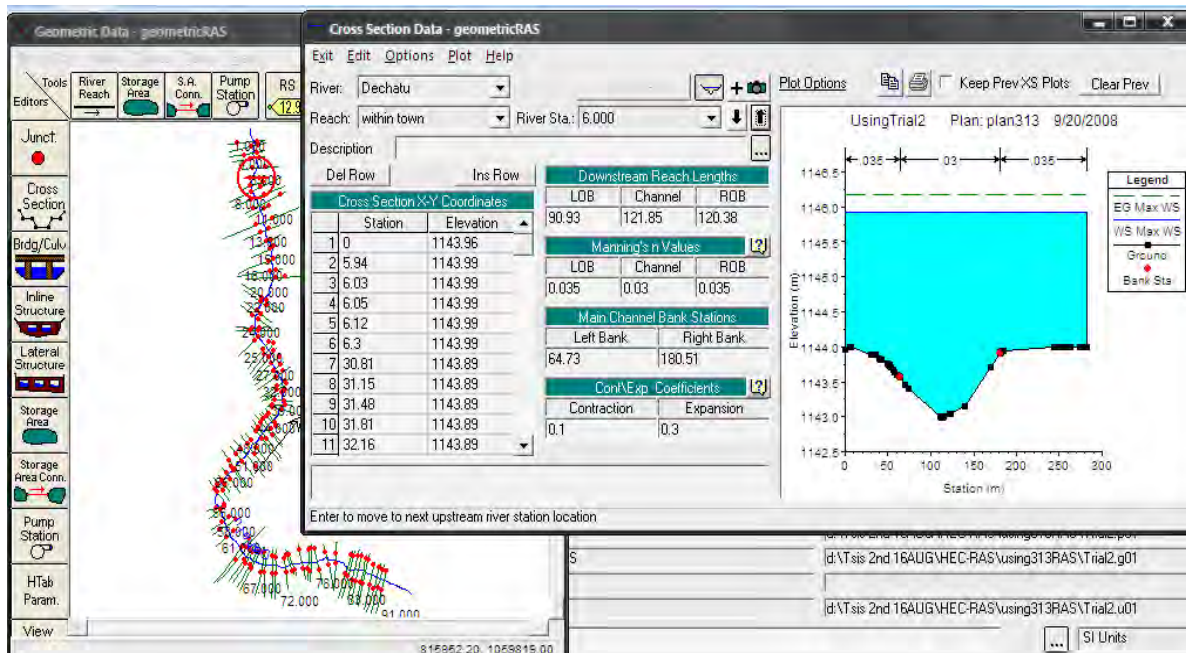 Geometric Data - geometricRAS
Tools
Editors
River Reach
Storage Area
S.A. Conn.
Pump Station
RS
Junct.
Cross Section
Brdg/Culv
Inline Structure
Lateral Structure
Storage Area
Storage Area Conn.
Pump Station
HTab Param.
View
8.000
11.000
51.000
67.000
72.000
91.000
Cross Section Data - geometricRAS
Exit Edit Options Plot Help
River: Dechatu
Reach: within town River Sta.: 6.000
Description ...
Del Row Ins Row
Cross Section X-Y Coordinates
Station Elevation
1 0 1143.96
2 5.94 1143.99
3 6.03 1143.99
4 6.05 1143.99
5 6.12 1143.99
6 6.3 1143.99
7 30.81 1143.89
8 31.15 1143.89
9 31.48 1143.89
10 31.81 1143.89
11 32.16 1143.89
Downstream Reach Lengths
LOB Channel ROB
90.93 121.85 120.38
Manning's n Values ?
LOB Channel ROB
0.035 0.03 0.035
Main Channel Bank Stations
Left Bank Right Bank
64.73 180.51
Cont\Exp Coefficients ?
Contraction Expansion
0.1 0.3
Enter to move to next upstream river station location
Plot Options Keep Prev XS Plots Clear Prev
UsingTrial2 Plan: plan313 9/20/2008
.035 .03 .035
1146.5
1146.0
1145.5
1145.0
1144.5
1144.0
1143.5
1143.0
1142.5
Elevation (m)
0 50 100 150 200 250 300
Station (m)
Legend
EG Max WS
WS Max WS
Ground
Bank Sta
S
d:\Tsis 2nd.16AUG\HEC-RAS\using313RAS\Trial2.g01
d:\Tsis 2nd.16AUG\HEC-RAS\using313RAS\Trial2.u01
... SI Units